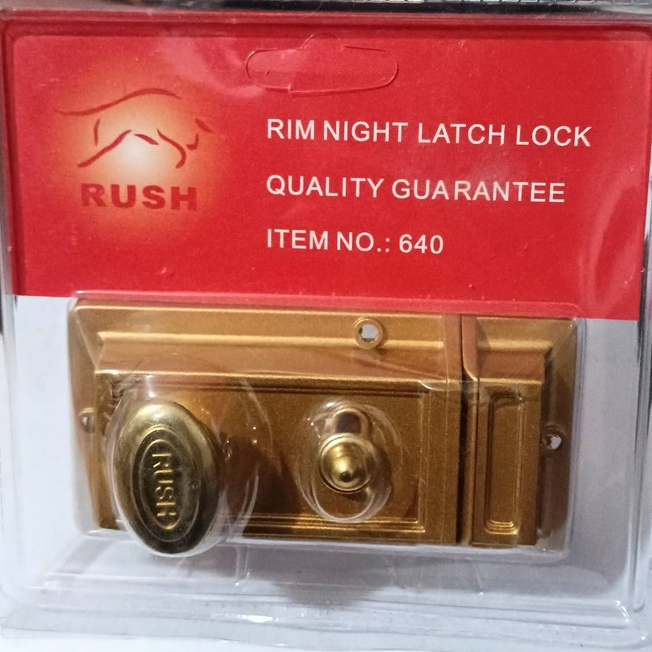 RUSH
RIM NIGHT LATCH LOCK
QUALITY GUARANTEE
ITEM NO.: 640
RUSH